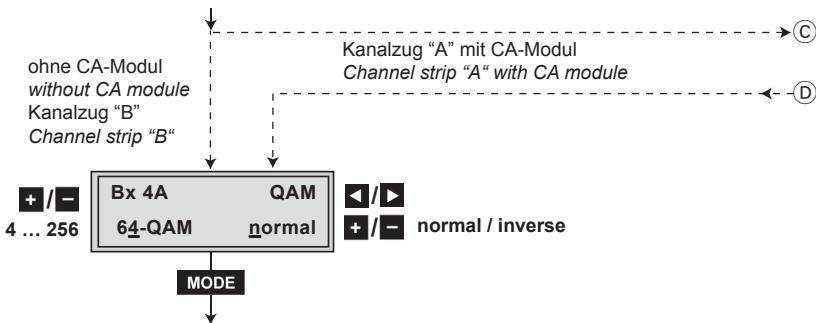 Ⓒ
Kanalzug “A” mit CA-Modul
Channel strip “A“ with CA module
ohne CA-Modul
without CA module
Kanalzug “B”
Channel strip “B“
Ⓓ
+/− Bx 4A QAM ◄/►
4 … 256 64-QAM normal +/− normal / inverse
MODE